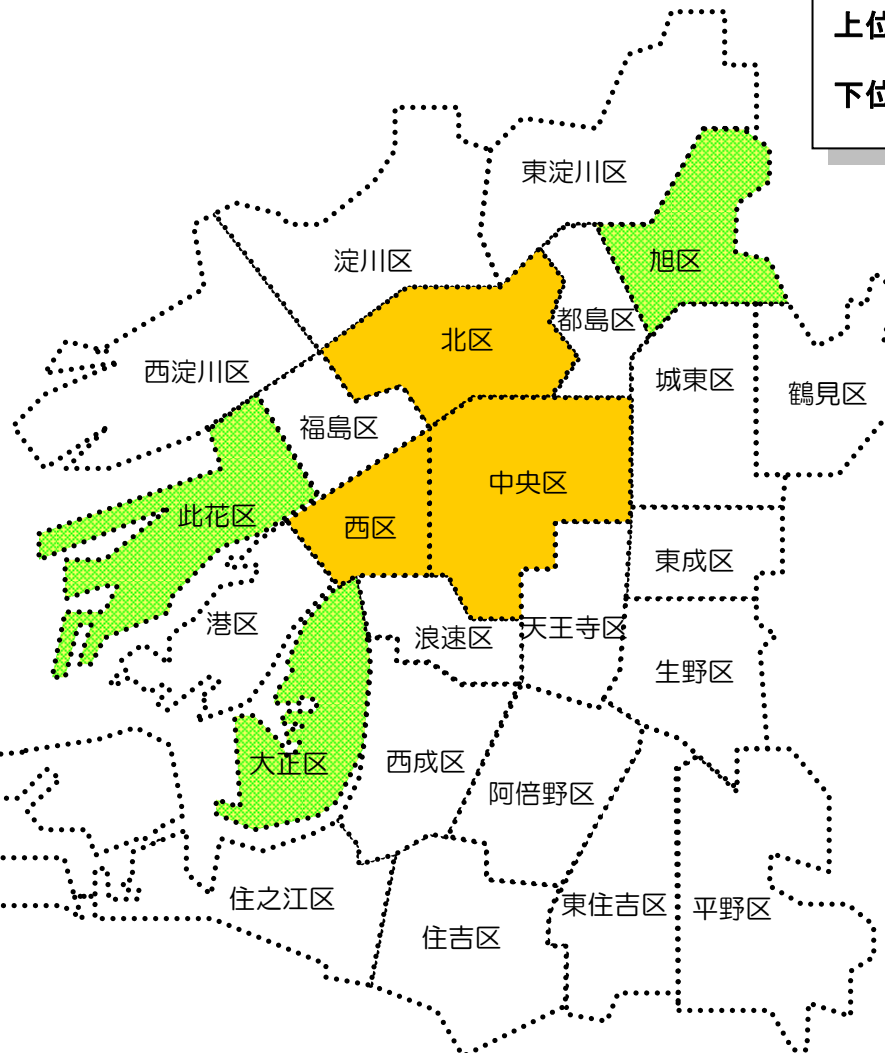 上位
下位
東淀川区
淀川区
旭区
都島区
北区
西淀川区
城東区
鶴見区
福島区
中央区
此花区
西区
東成区
港区
浪速区
天王寺区
生野区
大正区
西成区
阿倍野区
住之江区
東住吉区
平野区
住吉区